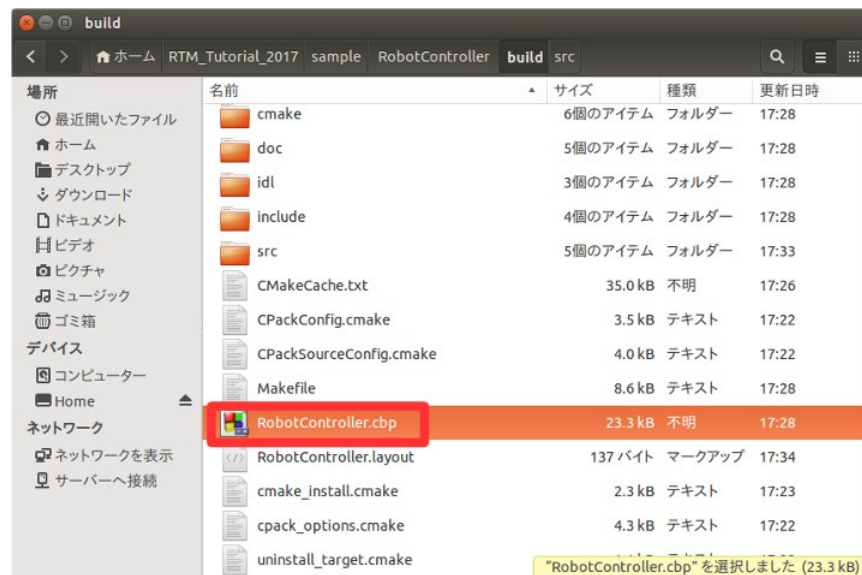 build
ホーム RTM_Tutorial_2017 sample RobotController build src
場所
最近開いたファイル
ホーム
デスクトップ
ダウンロード
ドキュメント
ビデオ
ピクチャ
ミュージック
ゴミ箱
デバイス
コンピューター
Home
ネットワーク
ネットワークを表示
サーバーへ接続
名前 サイズ 種類 更新日時
cmake 6個のアイテム フォルダー 17:28
doc 5個のアイテム フォルダー 17:28
idl 3個のアイテム フォルダー 17:28
include 4個のアイテム フォルダー 17:28
src 5個のアイテム フォルダー 17:33
CMakeCache.txt 35.0 kB 不明 17:26
CPackConfig.cmake 3.5 kB テキスト 17:22
CPackSourceConfig.cmake 4.0 kB テキスト 17:22
Makefile 8.6 kB テキスト 17:28
RobotController.cbp 23.3 kB 不明 17:28
RobotController.layout 137 バイト マークアップ 17:34
cmake_install.cmake 2.3 kB テキスト 17:23
cpack_options.cmake 4.3 kB テキスト 17:22
uninstall_target.cmake
"RobotController.cbp" を選択しました (23.3 kB)